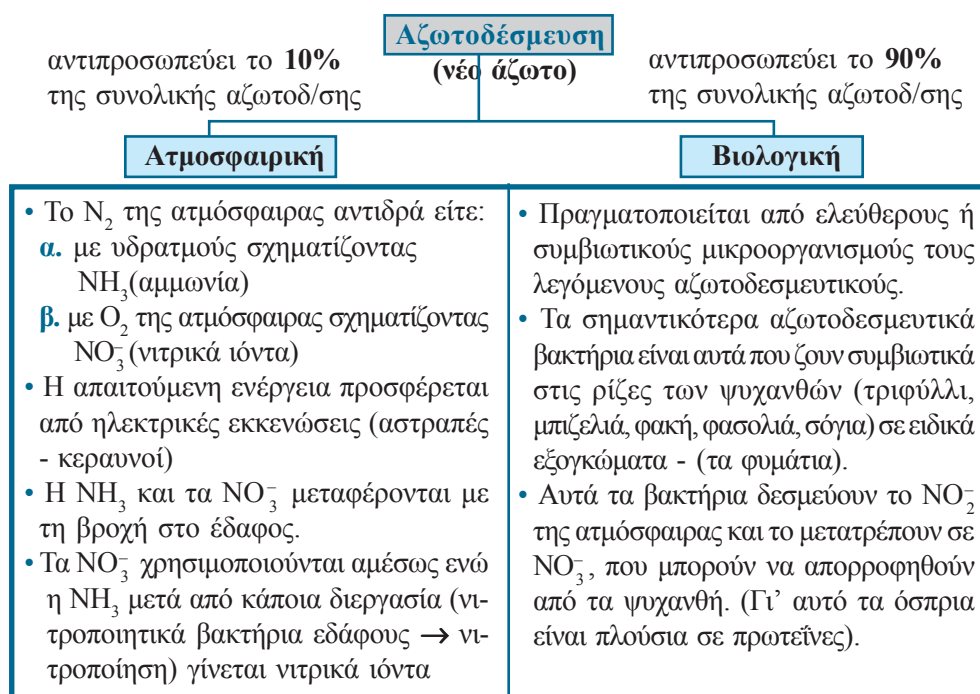 Αζωτοδέσμευση
(νέο άζωτο)
αντιπροσωπεύει το 10%
της συνολικής αζωτοδ/σης
αντιπροσωπεύει το 90%
της συνολικής αζωτοδ/σης
Ατμοσφαιρική
• Το N₂ της ατμόσφαιρας αντιδρά είτε:
α. με υδρατμούς σχηματίζοντας
NH₃(αμμωνία)
β. με O₂ της ατμόσφαιρας σχηματίζοντας
NO₃⁻(νιτρικά ιόντα)
• Η απαιτούμενη ενέργεια προσφέρεται
από ηλεκτρικές εκκενώσεις (αστραπές
- κεραυνοί)
• Η NH₃ και τα NO₃⁻ μεταφέρονται με
τη βροχή στο έδαφος.
• Τα NO₃⁻ χρησιμοποιούνται αμέσως ενώ
η NH₃ μετά από κάποια διεργασία (νι-
τροποιητικά βακτήρια εδάφους → νι-
τροποίηση) γίνεται νιτρικά ιόντα
Βιολογική
• Πραγματοποιείται από ελεύθερους ή
συμβιωτικούς μικροοργανισμούς τους
λεγόμενους αζωτοδεσμευτικούς.
• Τα σημαντικότερα αζωτοδεσμευτικά
βακτήρια είναι αυτά που ζουν συμβιωτικά
στις ρίζες των ψυχανθών (τριφύλλι,
μπιζελιά, φακή, φασολιά, σόγια) σε ειδικά
εξογκώματα - (τα φυμάτια).
• Αυτά τα βακτήρια δεσμεύουν το NO₂⁻
της ατμόσφαιρας και το μετατρέπουν σε
NO₃⁻, που μπορούν να απορροφηθούν
από τα ψυχανθή. (Γι’ αυτό τα όσπρια
είναι πλούσια σε πρωτεΐνες).